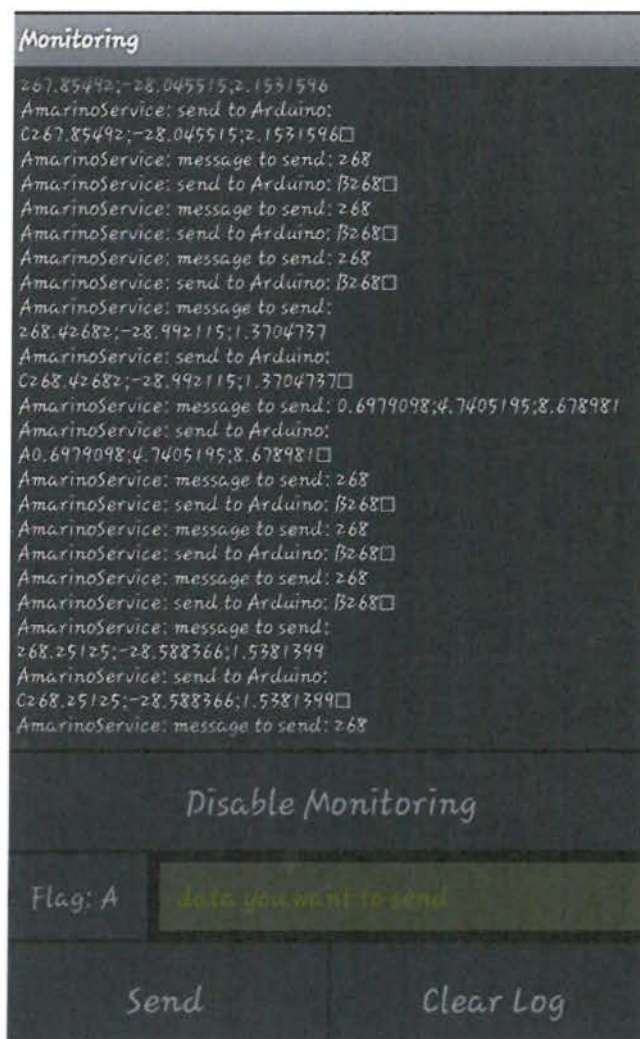 Monitoring
267.85492;-28.045515;2.1531596
AmarinoService: send to Arduino:
C267.85492;-28.045515;2.1531596□
AmarinoService: message to send: 268
AmarinoService: send to Arduino: B268□
AmarinoService: message to send: 268
AmarinoService: send to Arduino: B268□
AmarinoService: message to send: 268
AmarinoService: send to Arduino: B268□
AmarinoService: message to send:
268.42682;-28.992115;1.3704737
AmarinoService: send to Arduino:
C268.42682;-28.992115;1.3704737□
AmarinoService: message to send: 0.6979098;4.7405195;8.678981
AmarinoService: send to Arduino:
A0.6979098;4.7405195;8.678981□
AmarinoService: message to send: 268
AmarinoService: send to Arduino: B268□
AmarinoService: message to send: 268
AmarinoService: send to Arduino: B268□
AmarinoService: message to send: 268
AmarinoService: send to Arduino: B268□
AmarinoService: message to send:
268.25125;-28.588366;1.5381399
AmarinoService: send to Arduino:
C268.25125;-28.588366;1.5381399□
AmarinoService: message to send: 268
Disable Monitoring
Flag: A
data you want to send
Send
Clear Log